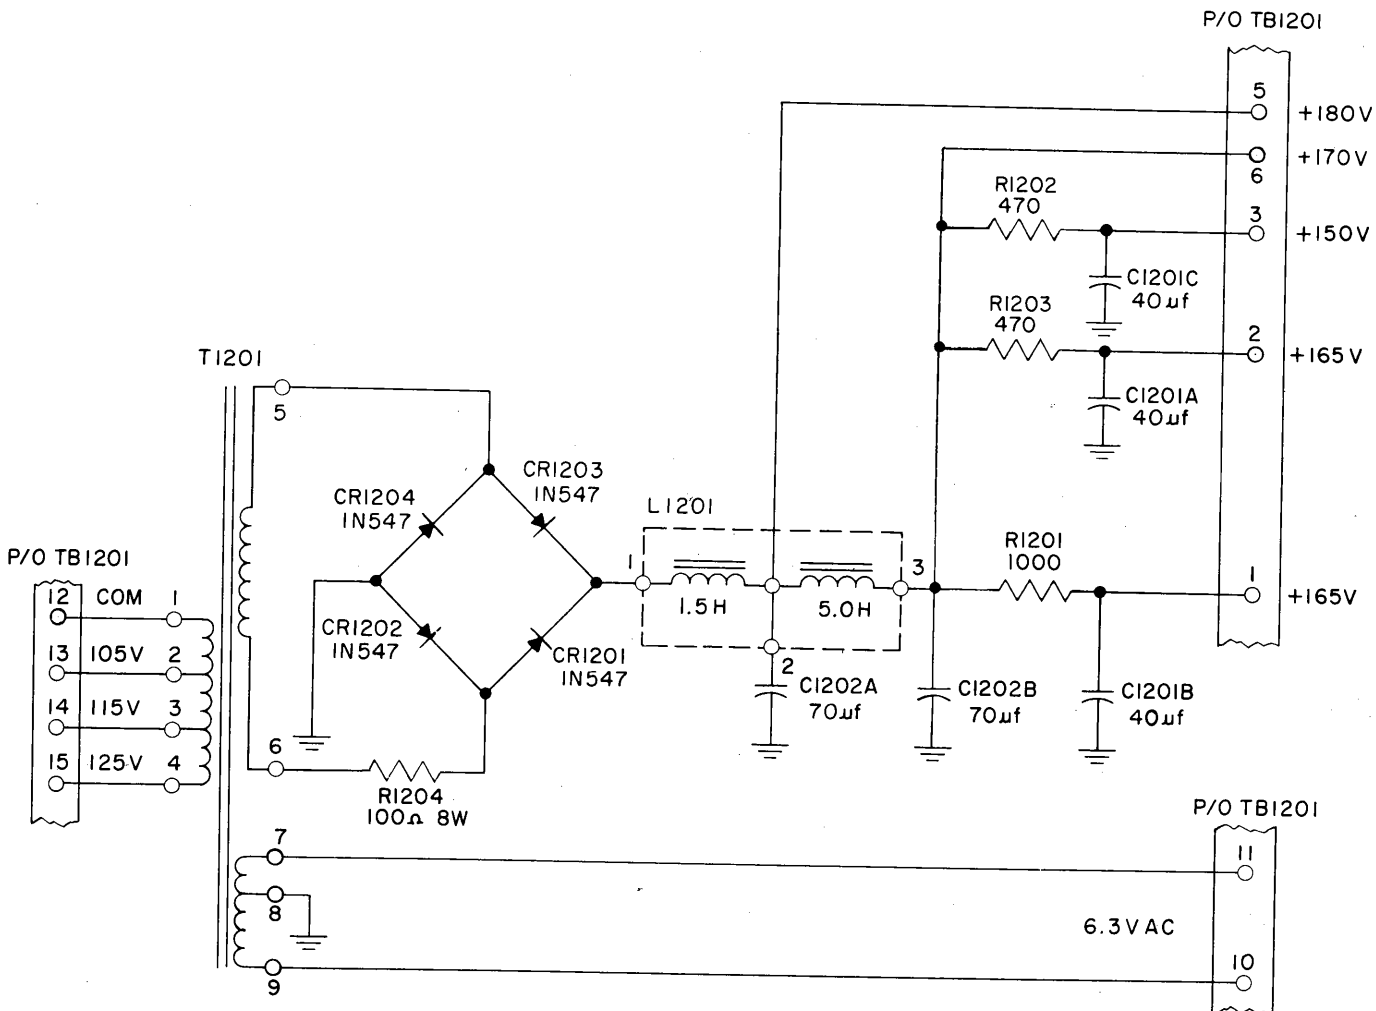 P/O TB1201
5
+180V
+170V
6
R1202
470
3
+150V
C1201C
40µf
R1203
470
2
+165V
C1201A
40µf
T1201
5
CR1203
1N547
CR1204
1N547
L1201
1
3
1.5H
5.0H
R1201
1000
1
+165V
P/O TB1201
12 COM 1
13 105V 2
14 115V 3
15 125V 4
CR1202
1N547
CR1201
1N547
2
C1202A
70µf
C1202B
70µf
C1201B
40µf
6
R1204
100Ω 8W
P/O TB1201
7
11
8
6.3V AC
9
10